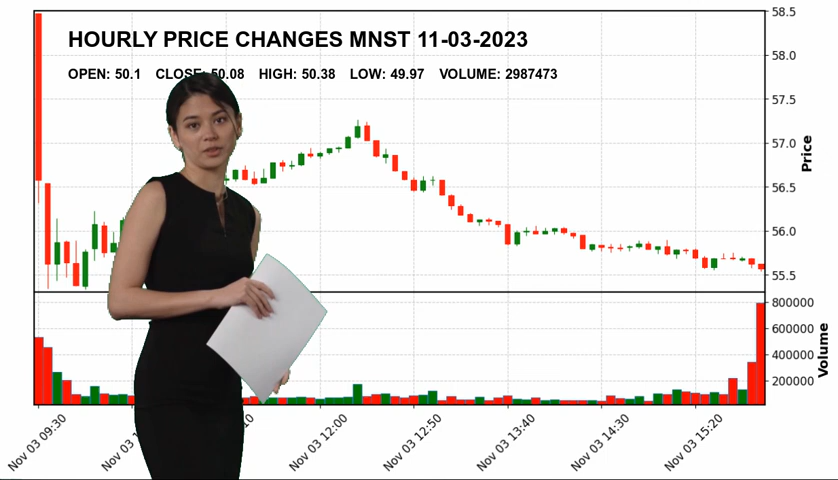 HOURLY PRICE CHANGES MNST 11-03-2023
OPEN: 50.1 CLOSE: 50.08 HIGH: 50.38 LOW: 49.97 VOLUME: 2987473
58.5
58.0
57.5
57.0
56.5
56.0
55.5
Price
800000
600000
400000
200000
Volume
Nov 03 09:30
Nov 03 12:00
Nov 03 12:50
Nov 03 13:40
Nov 03 14:30
Nov 03 15:20